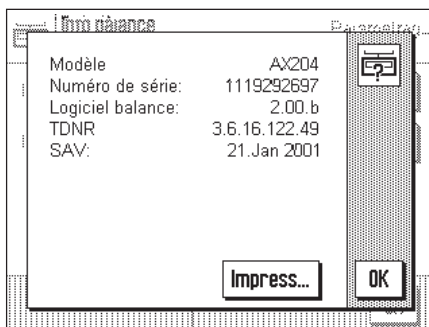 Modèle AX204
Numéro de série: 1119292697
Logiciel balance: 2.00.b
TDNR 3.6.16.122.49
SAV: 21.Jan 2001
Impress... OK